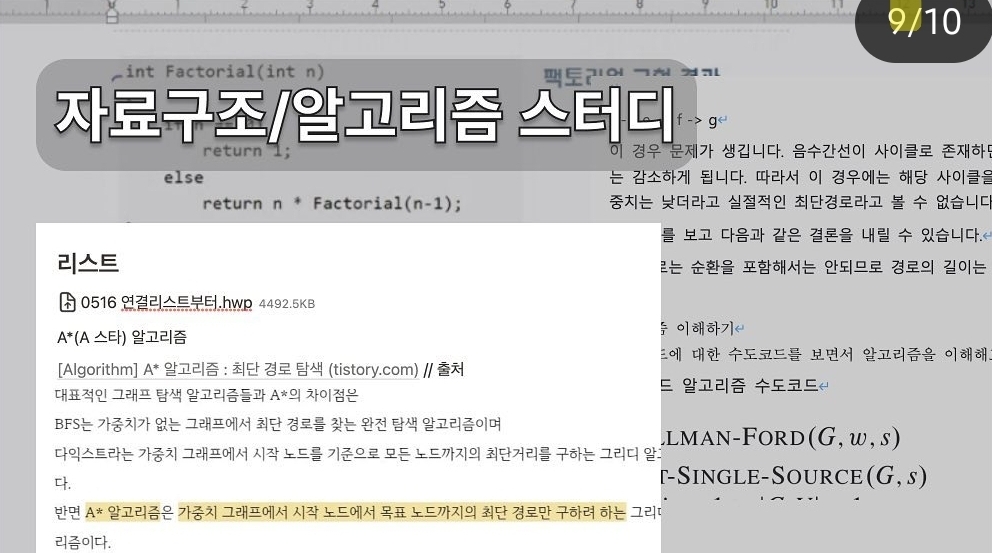 9/10
int Factorial(int n)
자료구조/알고리즘 스터디
f -> g
return 1;
이 경우 문제가 생깁니다. 음수간선이 사이클로 존재하면
else
는 감소하게 됩니다. 따라서 이 경우에는 해당 사이클을
return n * Factorial(n-1);
중치는 낮더라고 실절적인 최단경로라고 볼 수 없습니다
를 보고 다음과 같은 결론을 내릴 수 있습니다.
로는 순환을 포함해서는 안되므로 경로의 길이는
이해하기
에 대한 수도코드를 보면서 알고리즘을 이해해
드 알고리즘 수도코드
LLMAN-FORD(G, w, s)
T-SINGLE-SOURCE(G, s)
리스트
0516 연결리스트부터.hwp 4492.5KB
A*(A 스타) 알고리즘
[Algorithm] A* 알고리즘 : 최단 경로 탐색 (tistory.com) // 출처
대표적인 그래프 탐색 알고리즘들과 A*의 차이점은
BFS는 가중치가 없는 그래프에서 최단 경로를 찾는 완전 탐색 알고리즘이며
다익스트라는 가중치 그래프에서 시작 노드를 기준으로 모든 노드까지의 최단거리를 구하는 그리디 알고
다.
반면 A* 알고리즘은 가중치 그래프에서 시작 노드에서 목표 노드까지의 최단 경로만 구하려 하는 그리디
리즘이다.